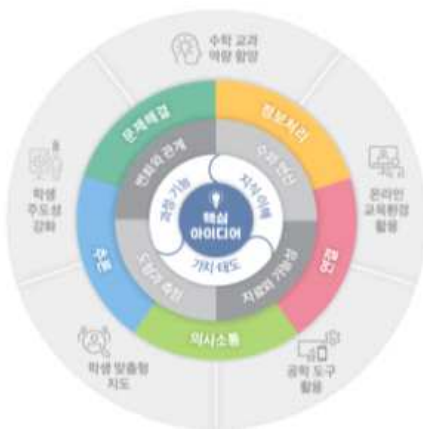 수학 교과
역량 함양
문제해결
정보처리
변화와 관계
수와 연산
학생
주도성
강화
과정·기능
지식·이해
온라인
교육환경
활용
핵심
아이디어
추론
연결
가치·태도
도형과 측정
자료와 가능성
의사소통
학생 맞춤형
지도
공학 도구
활용